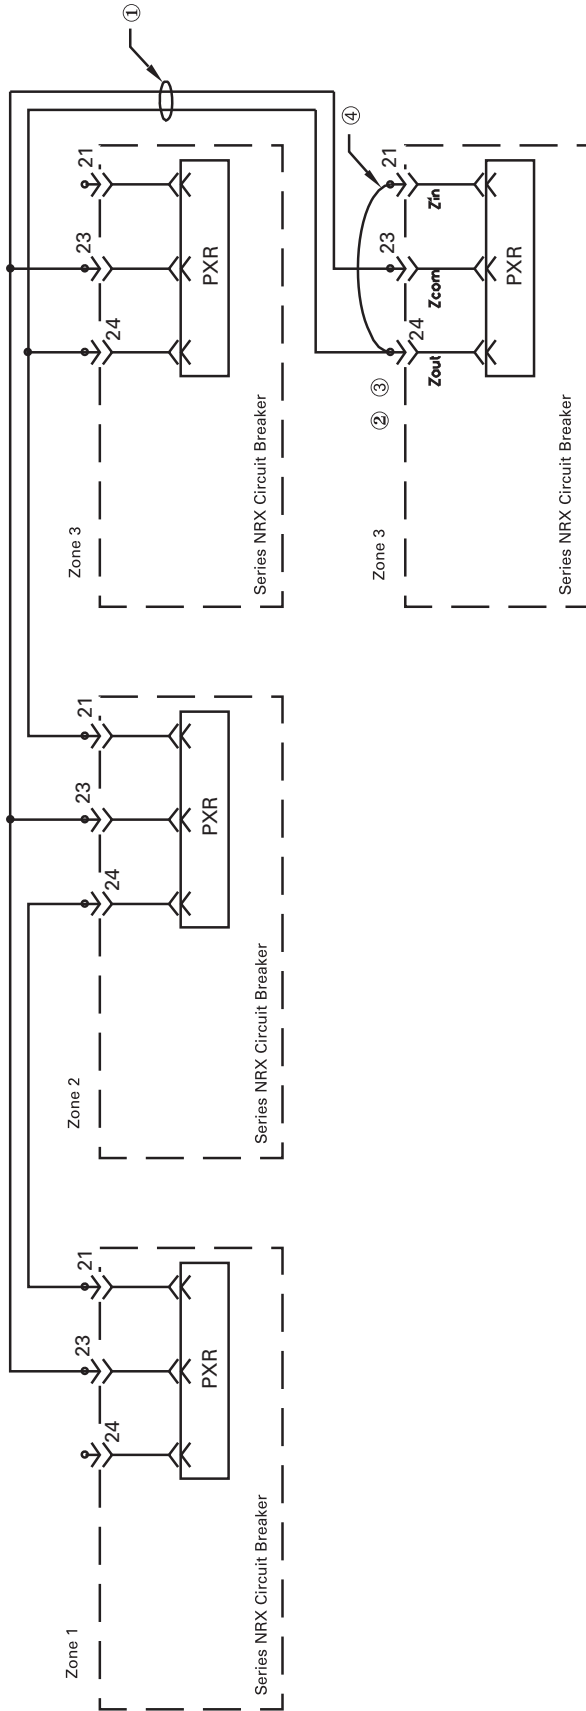 Zone 1
24
23
21
PXR
Series NRX Circuit Breaker
Zone 2
24
23
21
PXR
Series NRX Circuit Breaker
Zone 3
24
23
21
PXR
Series NRX Circuit Breaker
①
② ③
④
Zone 3
24
23
21
Zout
Zcom
Zin
PXR
Series NRX Circuit Breaker